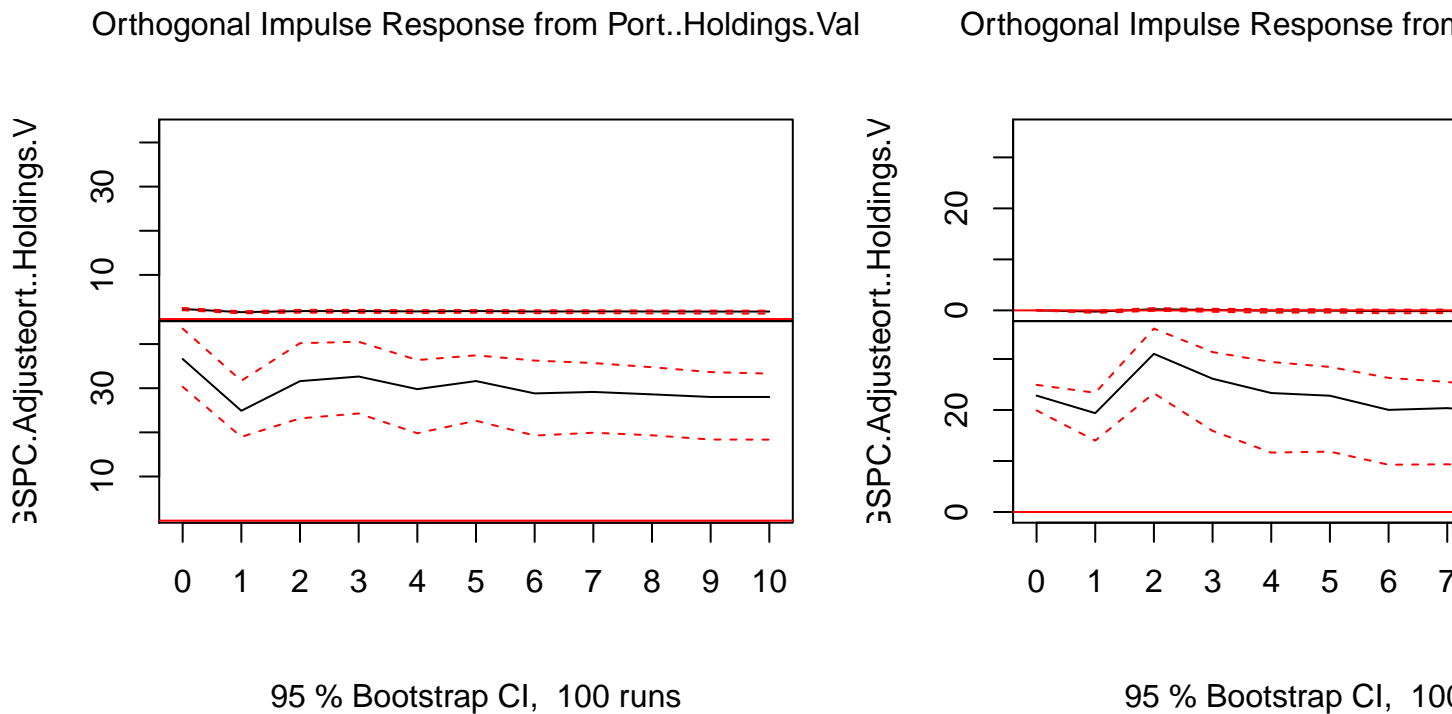 Orthogonal Impulse Response from Port..Holdings.Val
GSPC.Adjusteort..Holdings.V
30
10
30
10
0 1 2 3 4 5 6 7 8 9 10
95 % Bootstrap CI,  100 runs
Orthogonal Impulse Response from
GSPC.Adjusteort..Holdings.V
20
0
20
0
0 1 2 3 4 5 6 7
95 % Bootstrap CI,  100